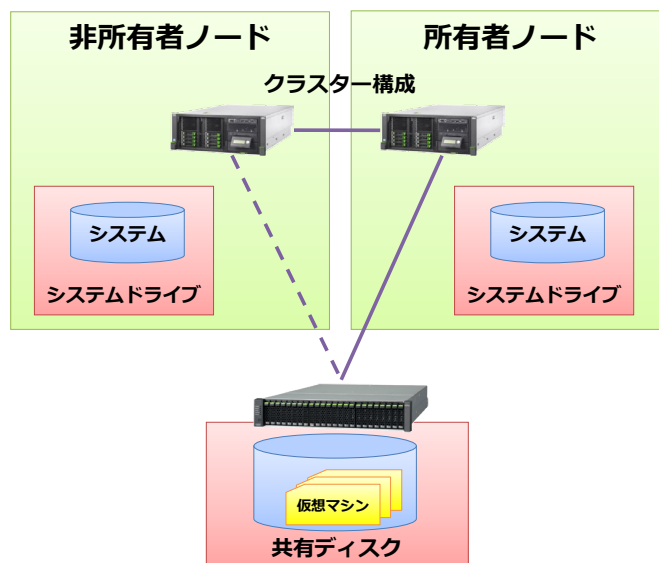 非所有者ノード
所有者ノード
クラスター構成
システム
システムドライブ
システム
システムドライブ
仮想マシン
共有ディスク